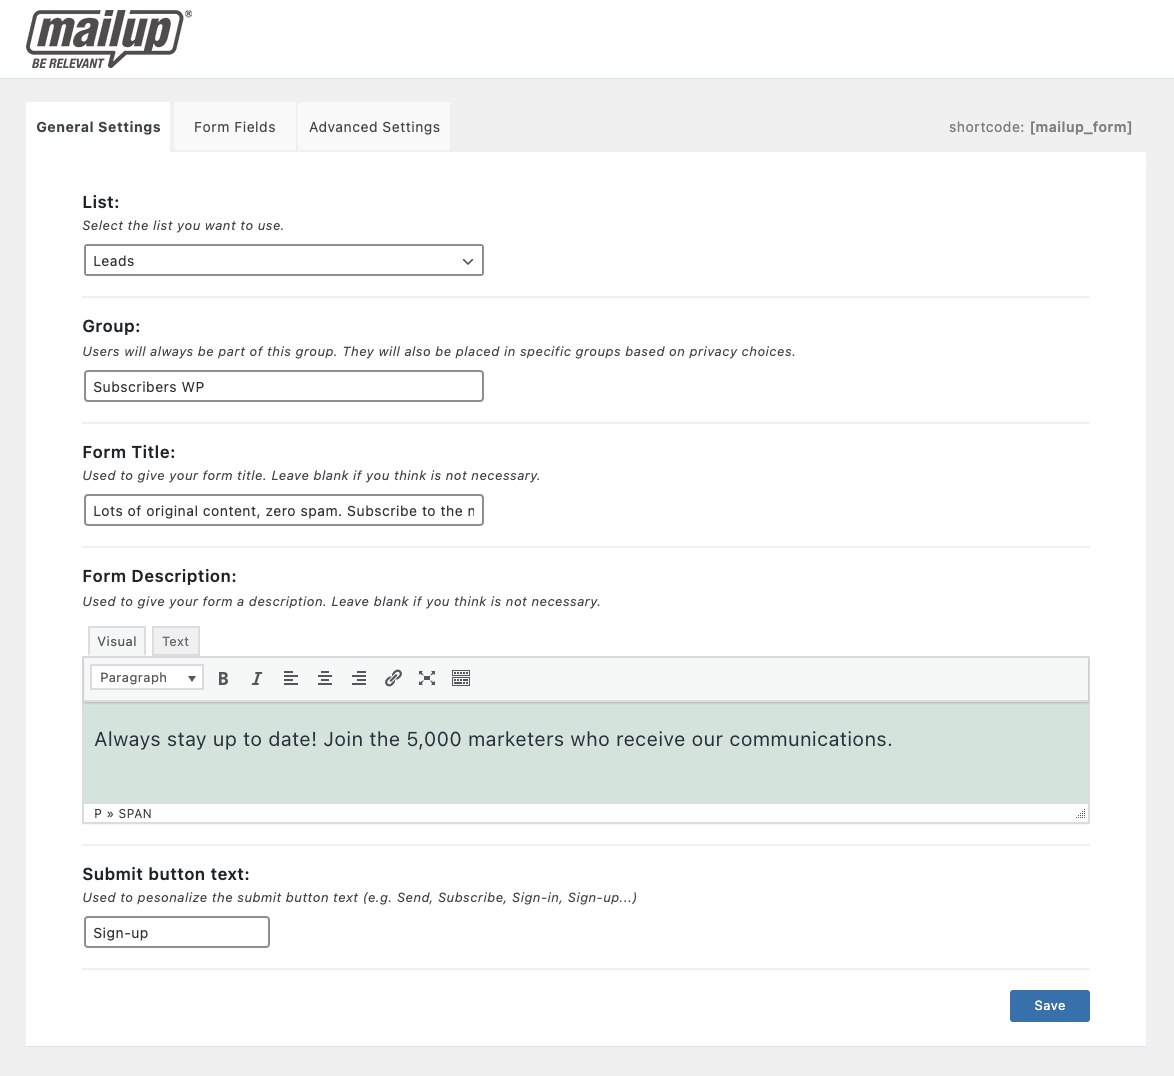 mailup®
BE RELEVANT
General Settings
Form Fields
Advanced Settings
shortcode: [mailup_form]
List:
Select the list you want to use.
Leads
Group:
Users will always be part of this group. They will also be placed in specific groups based on privacy choices.
Subscribers WP
Form Title:
Used to give your form title. Leave blank if you think is not necessary.
Lots of original content, zero spam. Subscribe to the n
Form Description:
Used to give your form a description. Leave blank if you think is not necessary.
Visual
Text
Paragraph
B
I
Always stay up to date! Join the 5,000 marketers who receive our communications.
P » SPAN
Submit button text:
Used to pesonalize the submit button text (e.g. Send, Subscribe, Sign-in, Sign-up...)
Sign-up
Save